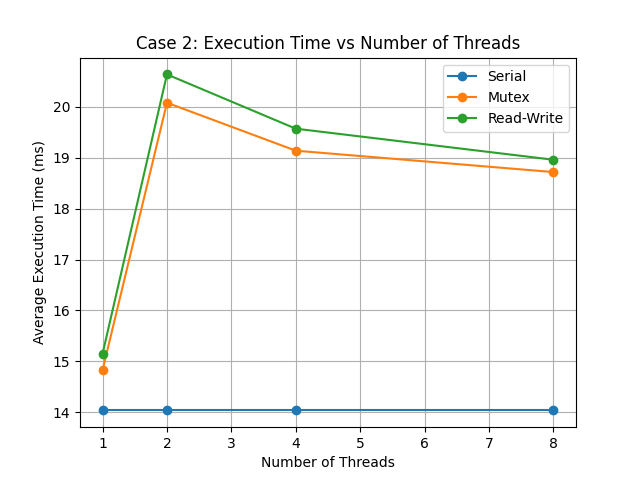 Case 2: Execution Time vs Number of Threads
Serial
Mutex
Read-Write
Average Execution Time (ms)
20
19
18
17
16
15
14
1 2 3 4 5 6 7 8
Number of Threads